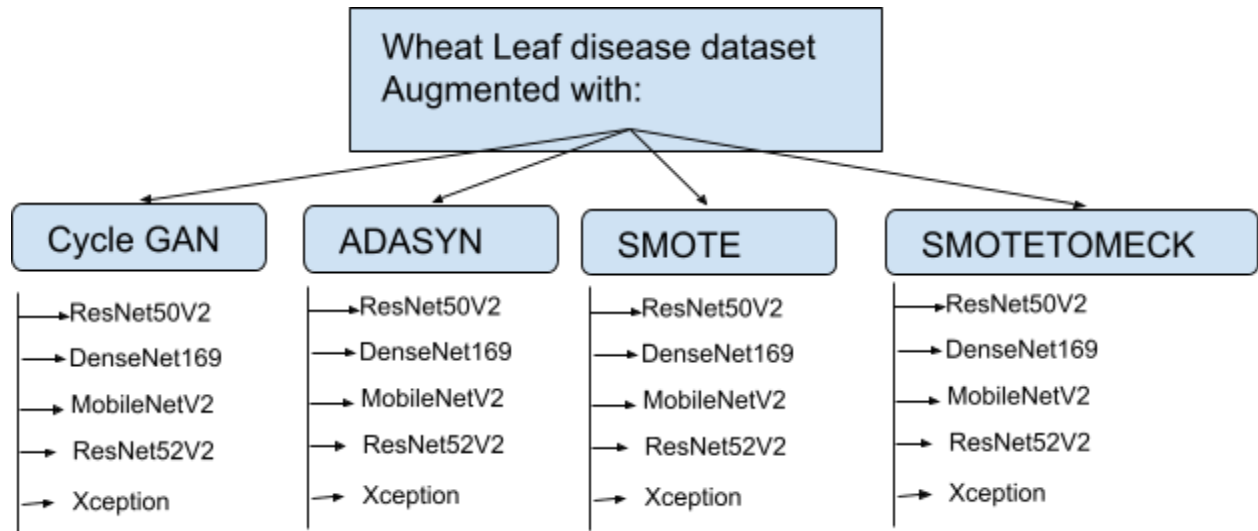 Wheat Leaf disease dataset
Augmented with:
Cycle GAN
ResNet50V2
DenseNet169
MobileNetV2
ResNet52V2
Xception
ADASYN
ResNet50V2
DenseNet169
MobileNetV2
ResNet52V2
Xception
SMOTE
ResNet50V2
DenseNet169
MobileNetV2
ResNet52V2
Xception
SMOTETOMECK
ResNet50V2
DenseNet169
MobileNetV2
ResNet52V2
Xception